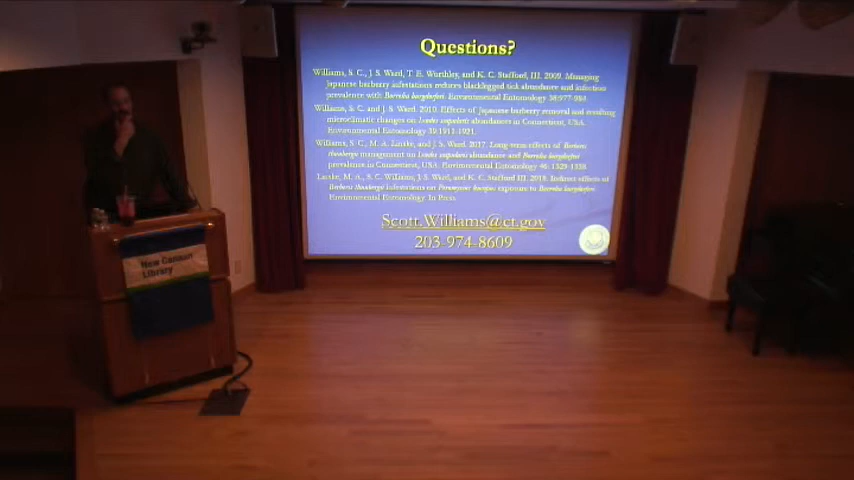 Questions?
Williams, S. C., J. S. Ward, T. E. Worthley, and K. C. Stafford, III. 2009. Managing
Japanese barberry infestations reduces blacklegged tick abundance and infection
prevalence with Borrelia burgdorferi. Environmental Entomology 38:977-984.
Williams, S. C. and J. S. Ward. 2010. Effects of Japanese barberry removal and resulting
microclimatic changes on Ixodes scapularis abundances in Connecticut, USA.
Environmental Entomology 39:1911-1921.
Williams, S. C., M. A. Linske, and J. S. Ward. 2017. Long-term effects of Berberis
thunbergii management on Ixodes scapularis abundance and Borrelia burgdorferi
prevalence in Connecticut, USA. Environmental Entomology 46: 1329-1338.
Linske, M. A., S. C. Williams, J. S. Ward, and K. C. Stafford III. 2018. Indirect effects of
Berberis thunbergii infestations on Peromyscus leucopus exposure to Borrelia burgdorferi.
Environmental Entomology. In Press.
Scott.Williams@ct.gov
203-974-8609
New Canaan
Library